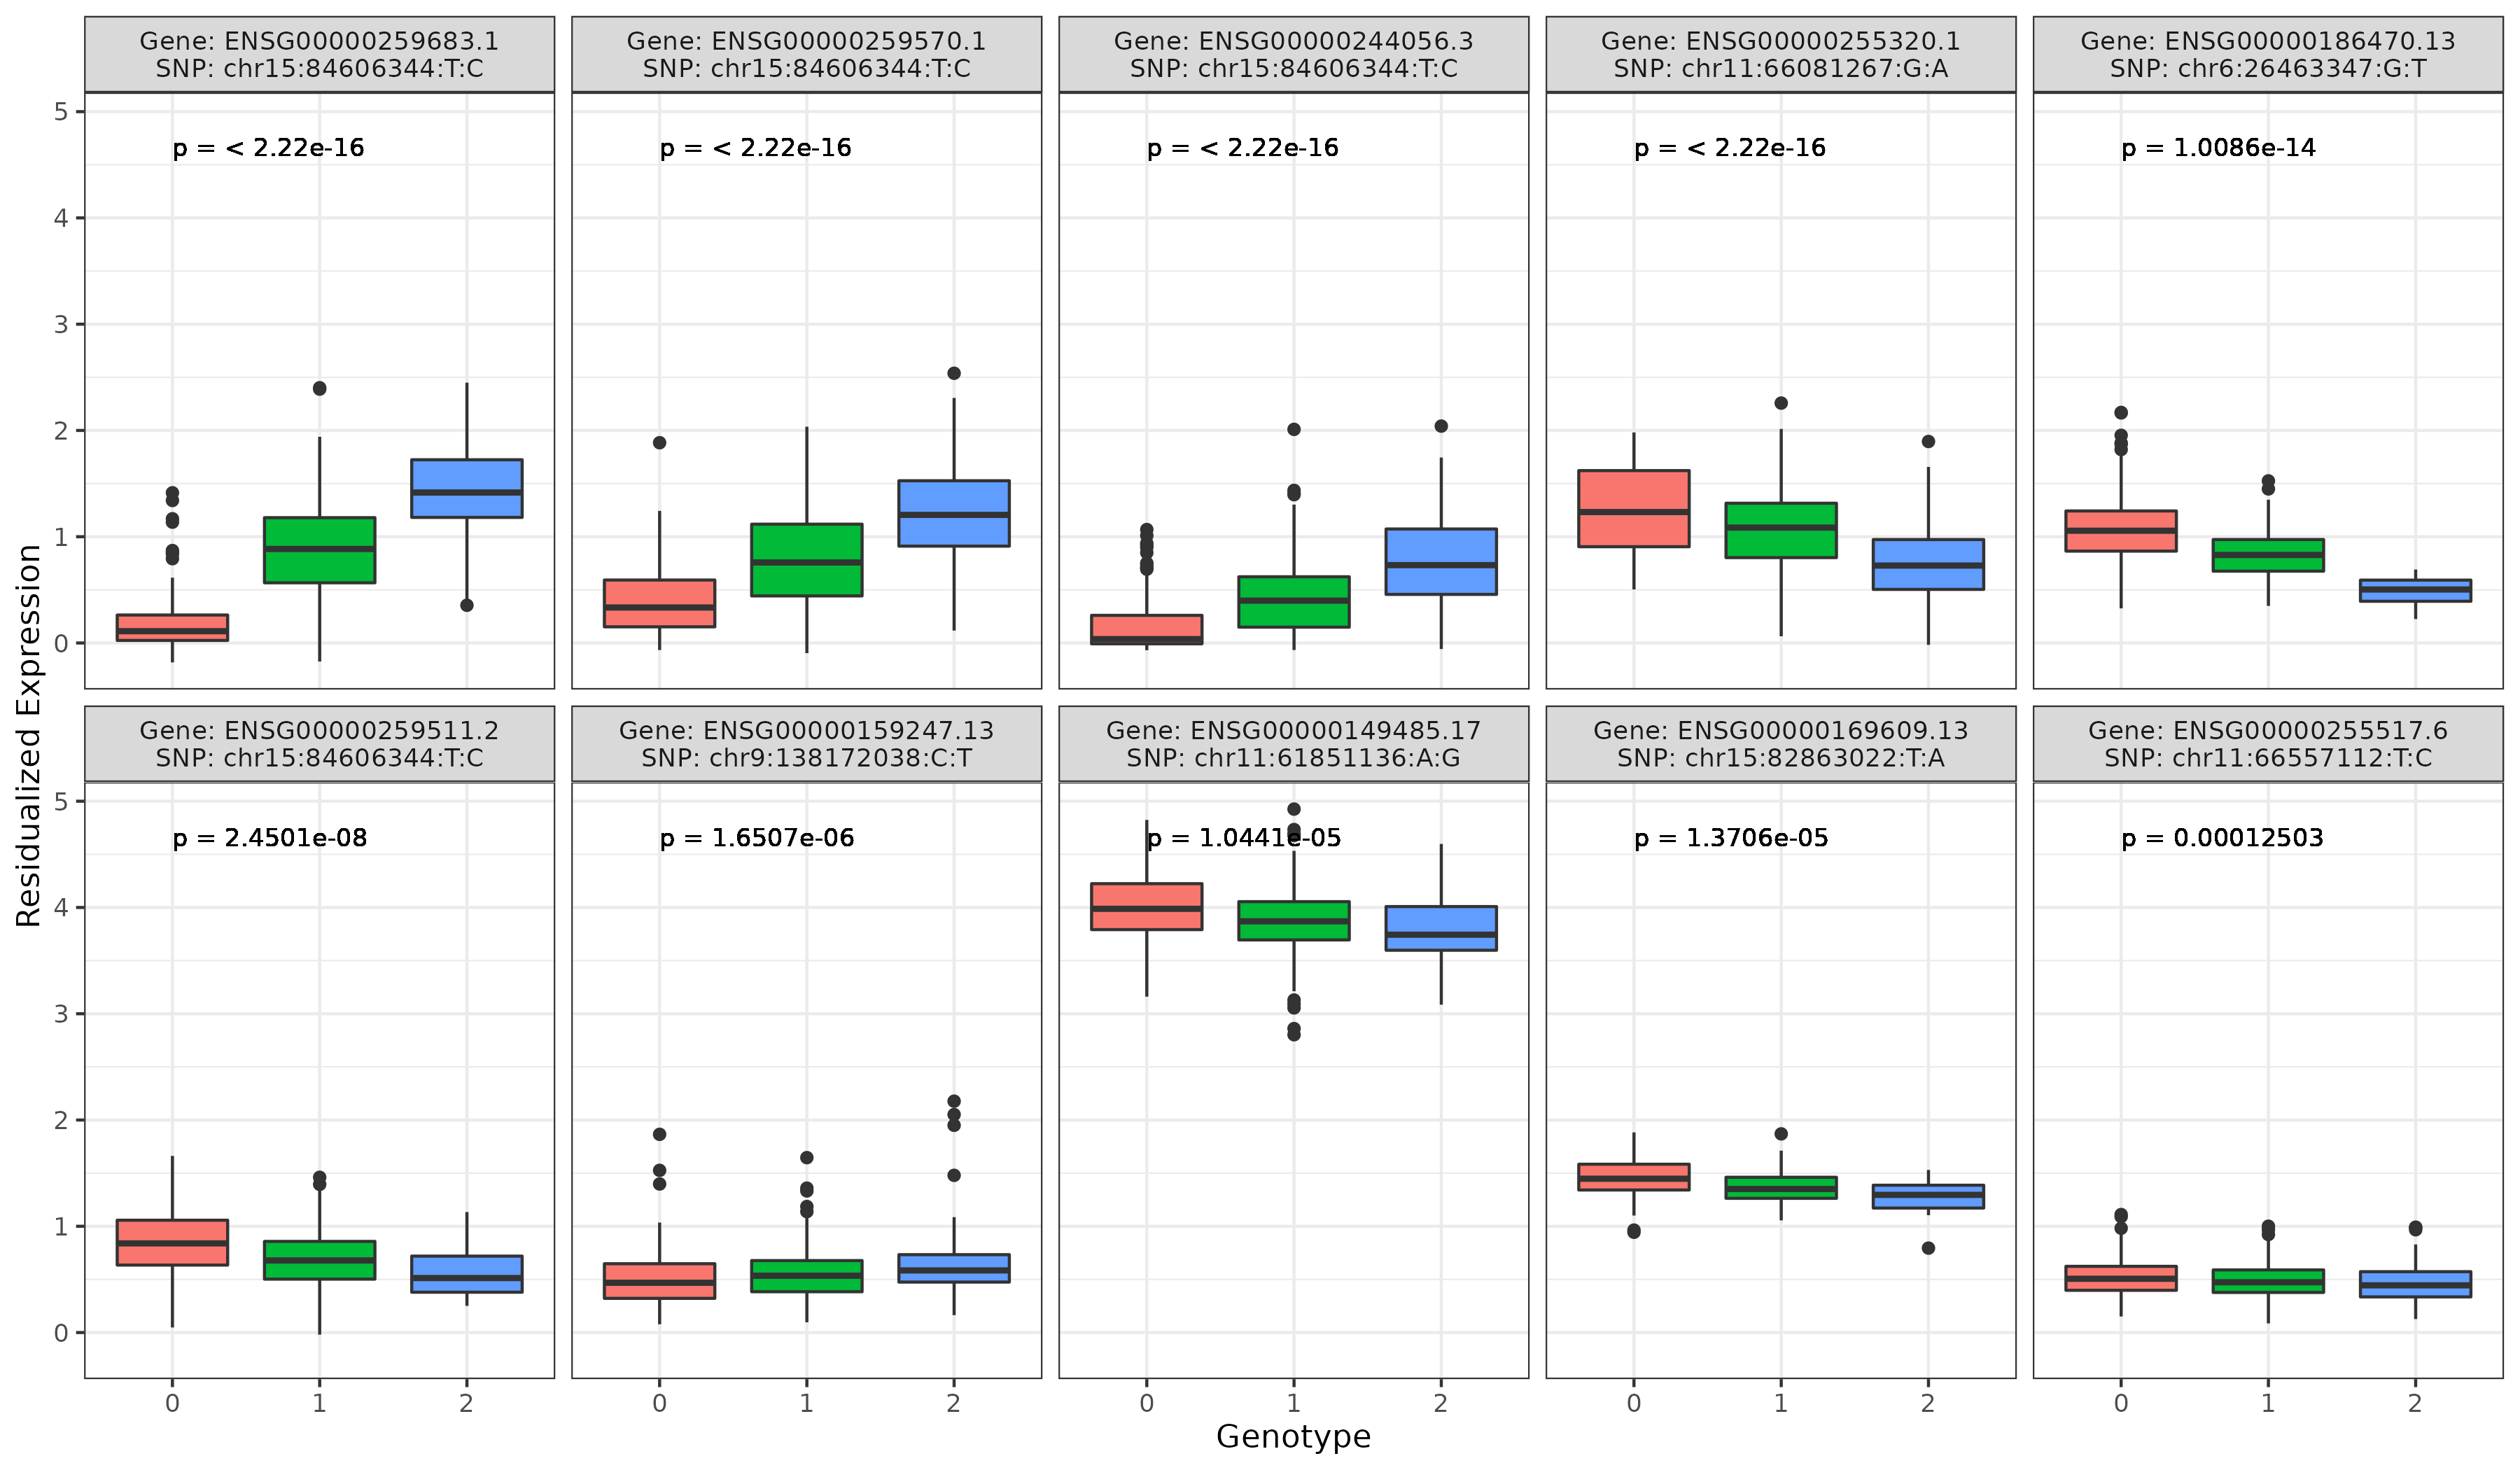 Gene: ENSG00000259683.1
SNP: chr15:84606344:T:C
Gene: ENSG00000259570.1
SNP: chr15:84606344:T:C
Gene: ENSG00000244056.3
SNP: chr15:84606344:T:C
Gene: ENSG00000255320.1
SNP: chr11:66081267:G:A
Gene: ENSG00000186470.13
SNP: chr6:26463347:G:T
p = < 2.22e-16
p = < 2.22e-16
p = < 2.22e-16
p = < 2.22e-16
p = 1.0086e-14
5
4
3
2
1
0
Residualized Expression
Gene: ENSG00000259511.2
SNP: chr15:84606344:T:C
Gene: ENSG00000159247.13
SNP: chr9:138172038:C:T
Gene: ENSG00000149485.17
SNP: chr11:61851136:A:G
Gene: ENSG00000169609.13
SNP: chr15:82863022:T:A
Gene: ENSG00000255517.6
SNP: chr11:66557112:T:C
p = 2.4501e-08
p = 1.6507e-06
p = 1.0441e-05
p = 1.3706e-05
p = 0.00012503
5
4
3
2
1
0
0 1 2
0 1 2
0 1 2
0 1 2
0 1 2
Genotype